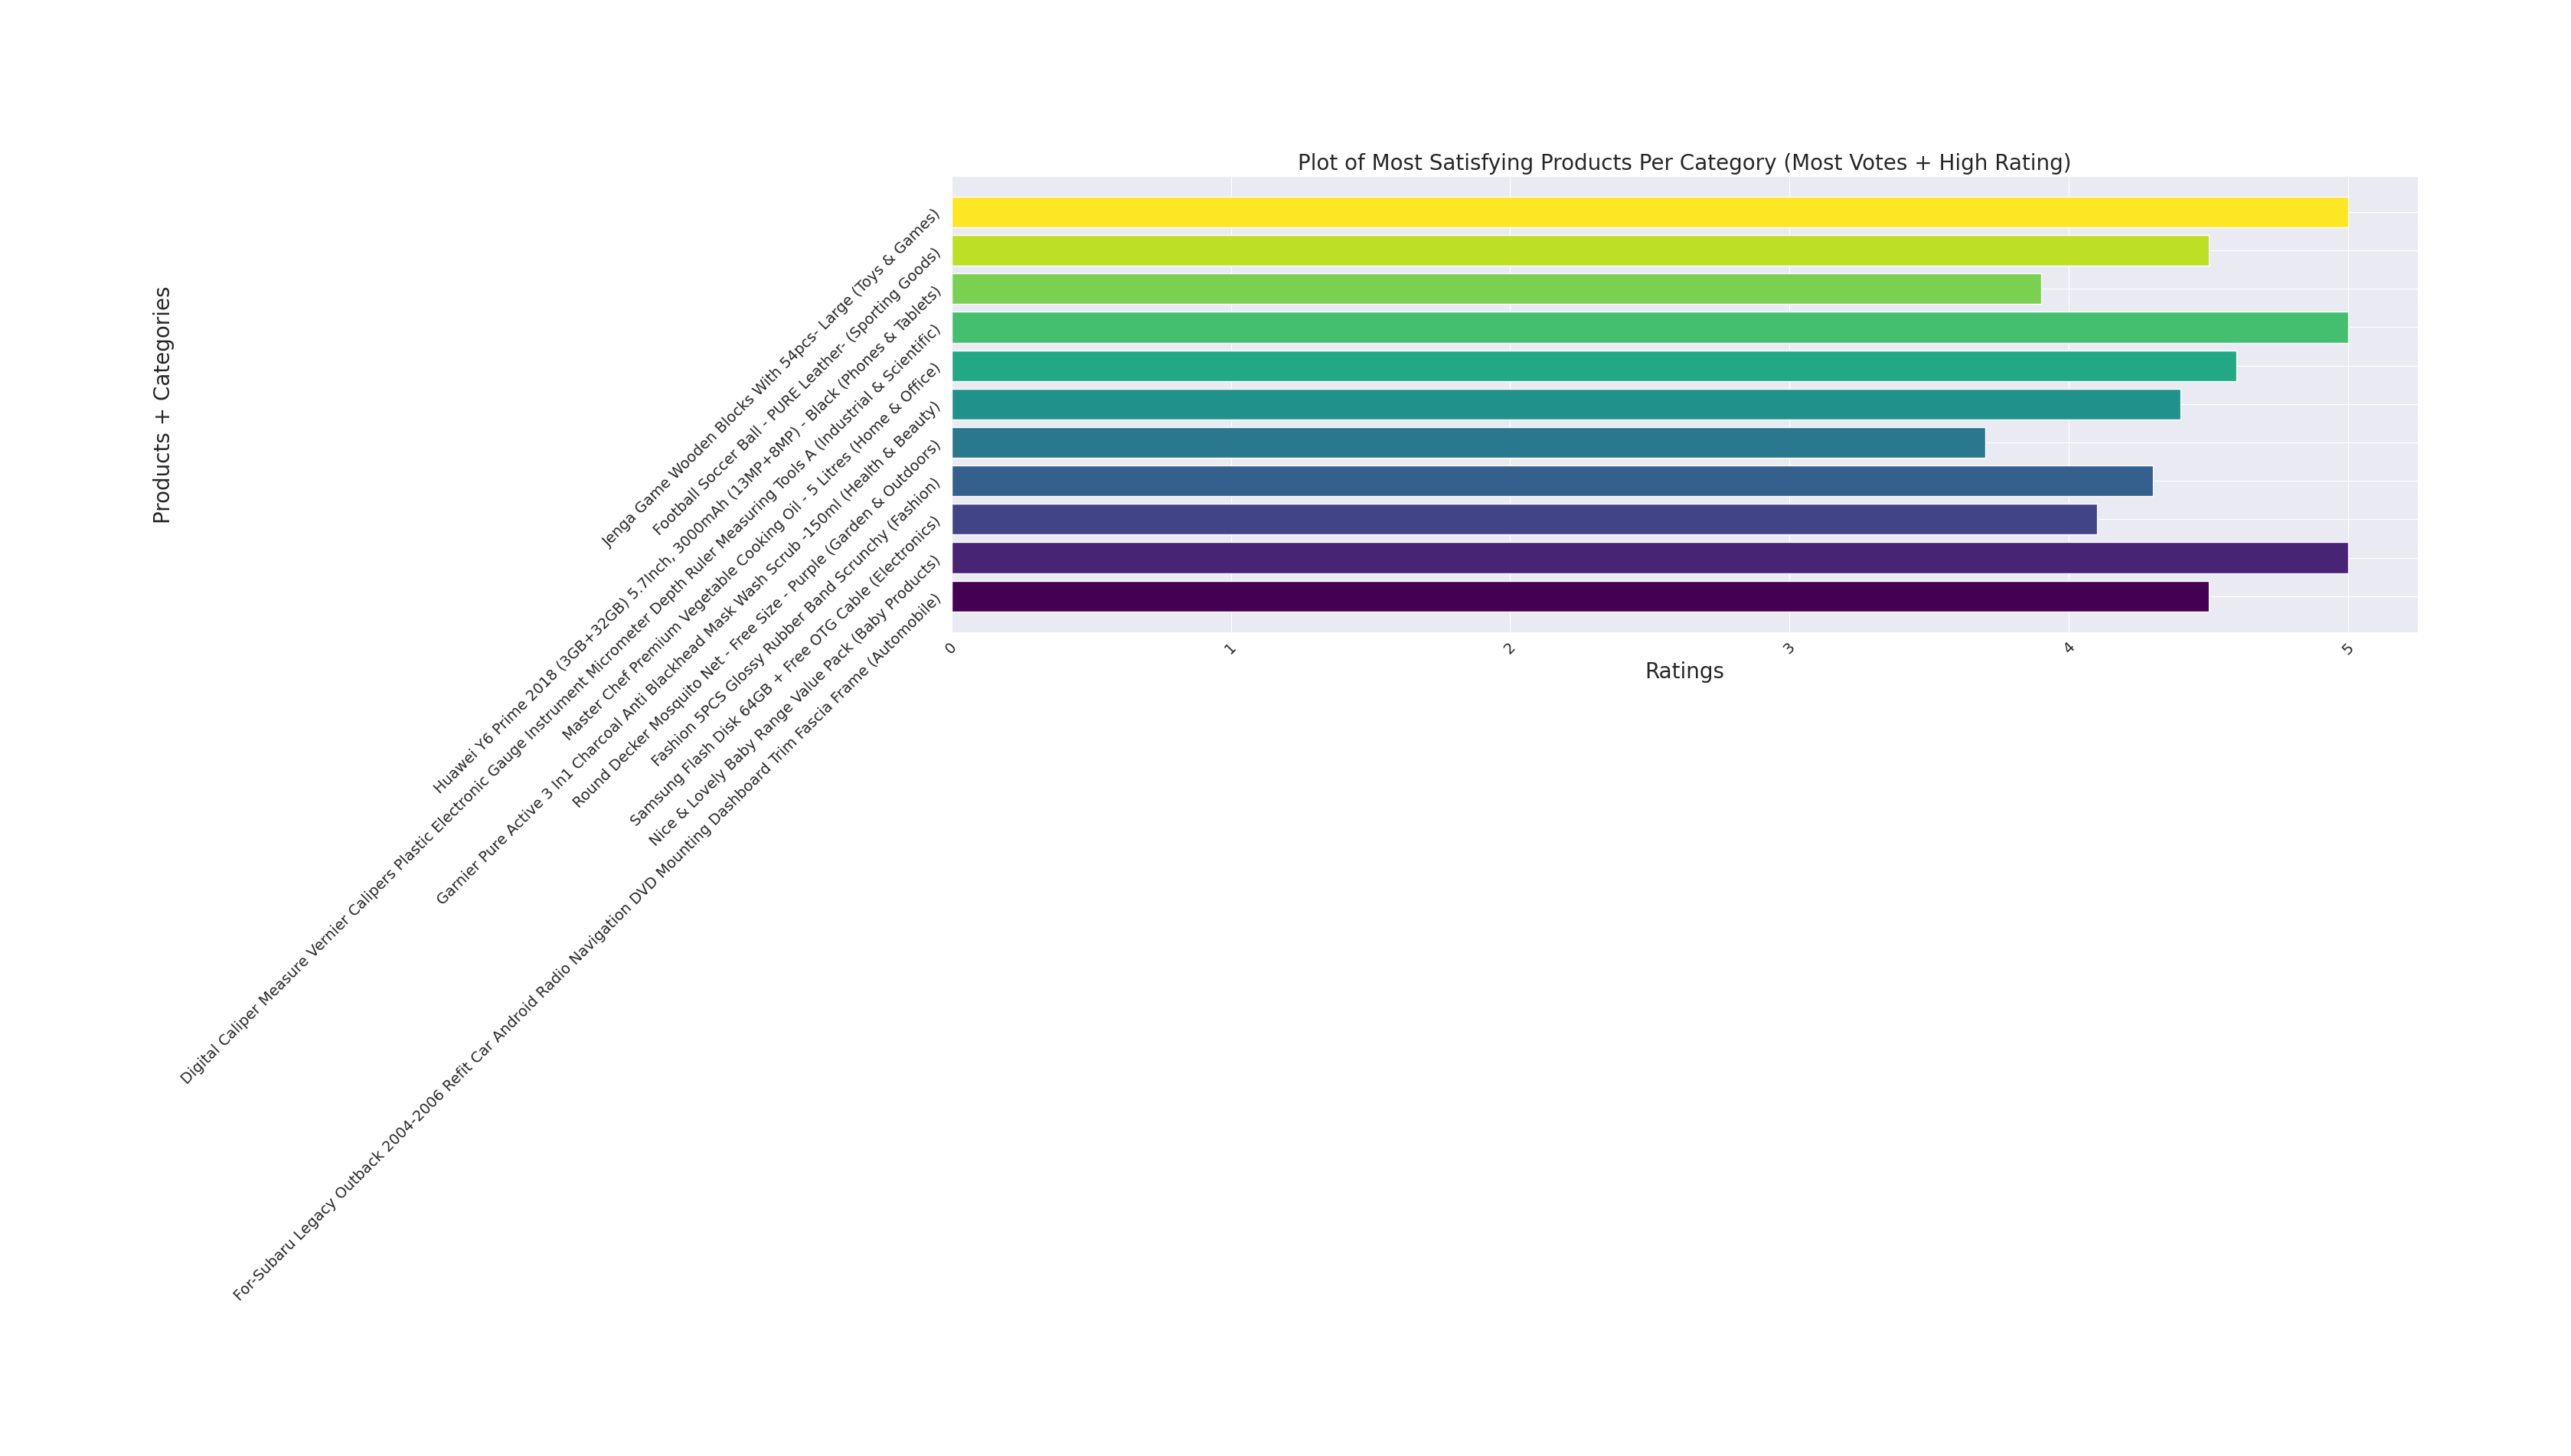 Plot of Most Satisfying Products Per Category (Most Votes + High Rating)
Products + Categories
Jenga Game Wooden Blocks With 54pcs- Large (Toys & Games)
Football Soccer Ball - PURE Leather- (Sporting Goods)
Huawei Y6 Prime 2018 (3GB+32GB) 5.7Inch, 3000mAh (13MP+8MP) - Black (Phones & Tablets)
Digital Caliper Measure Vernier Calipers Plastic Electronic Gauge Instrument Micrometer Depth Ruler Measuring Tools A (Industrial & Scientific)
Master Chef Premium Vegetable Cooking Oil - 5 Litres (Home & Office)
Garnier Pure Active 3 In1 Charcoal Anti Blackhead Mask Wash Scrub -150ml (Health & Beauty)
Round Decker Mosquito Net - Free Size - Purple (Garden & Outdoors)
Fashion 5PCS Glossy Rubber Band Scrunchy (Fashion)
Samsung Flash Disk 64GB + Free OTG Cable (Electronics)
Nice & Lovely Baby Range Value Pack (Baby Products)
For-Subaru Legacy Outback 2004-2006 Refit Car Android Radio Navigation DVD Mounting Dashboard Trim Fascia Frame (Automobile)
0 1 2 3 4 5
Ratings